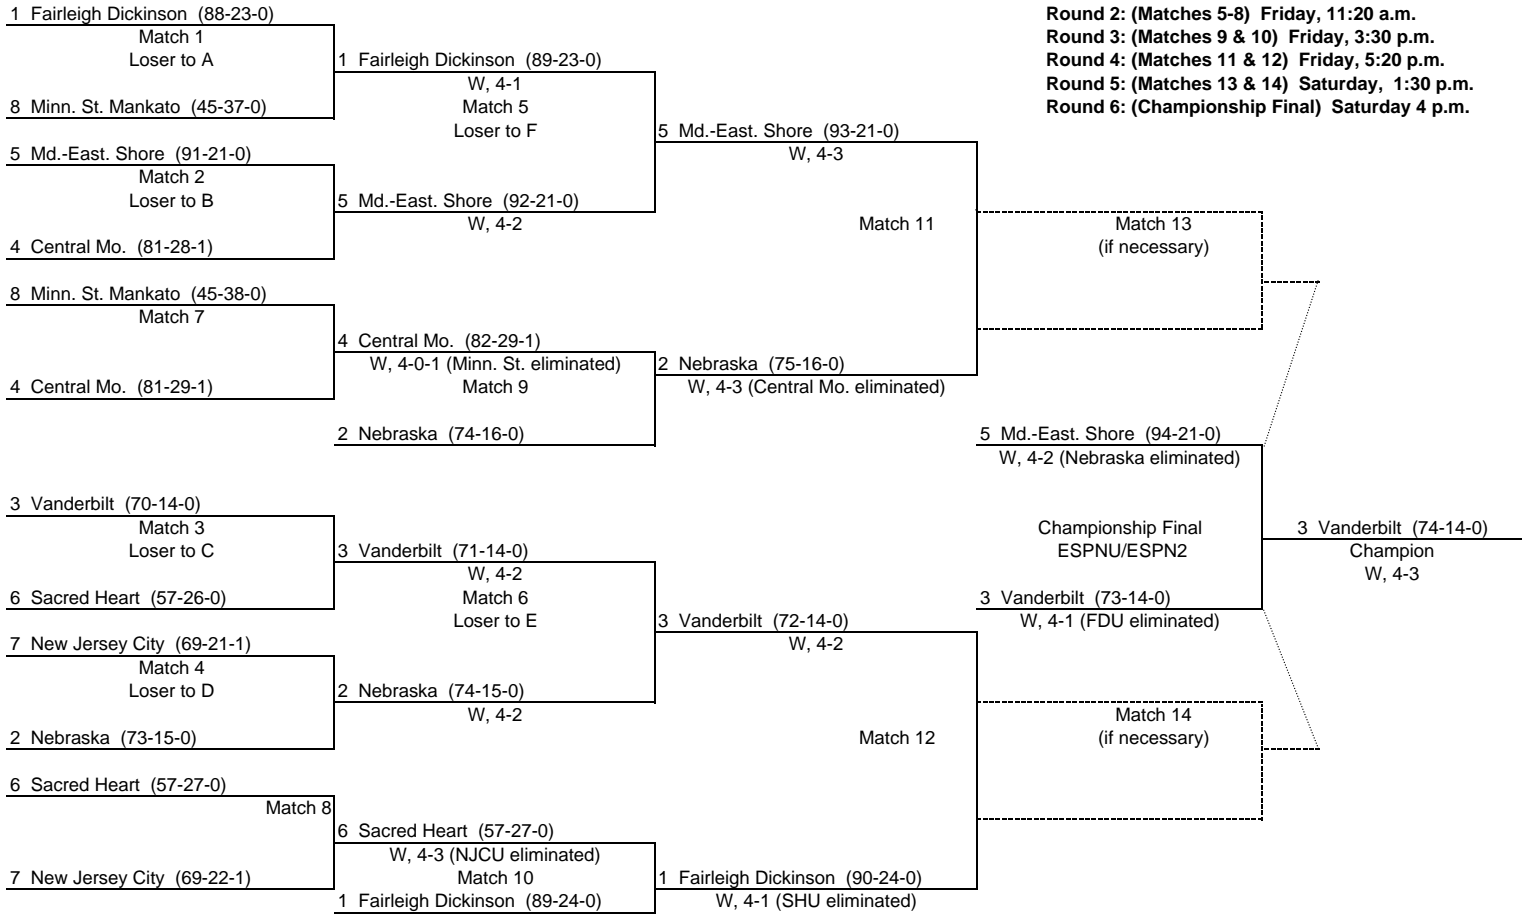 1 Fairleigh Dickinson (88-23-0)
Match 1
Loser to A
8 Minn. St. Mankato (45-37-0)
5 Md.-East. Shore (91-21-0)
Match 2
Loser to B
4 Central Mo. (81-28-1)
8 Minn. St. Mankato (45-38-0)
Match 7
4 Central Mo. (81-29-1)
3 Vanderbilt (70-14-0)
Match 3
Loser to C
6 Sacred Heart (57-26-0)
7 New Jersey City (69-21-1)
Match 4
Loser to D
2 Nebraska (73-15-0)
6 Sacred Heart (57-27-0)
Match 8
7 New Jersey City (69-22-1)
1 Fairleigh Dickinson (89-23-0)
W, 4-1
Match 5
Loser to F
5 Md.-East. Shore (92-21-0)
W, 4-2
4 Central Mo. (82-29-1)
W, 4-0-1 (Minn. St. eliminated)
Match 9
2 Nebraska (74-16-0)
3 Vanderbilt (71-14-0)
W, 4-2
Match 6
Loser to E
2 Nebraska (74-15-0)
W, 4-2
6 Sacred Heart (57-27-0)
W, 4-3 (NJCU eliminated)
Match 10
1 Fairleigh Dickinson (89-24-0)
5 Md.-East. Shore (93-21-0)
W, 4-3
Match 11
2 Nebraska (75-16-0)
W, 4-3 (Central Mo. eliminated)
3 Vanderbilt (72-14-0)
W, 4-2
Match 12
1 Fairleigh Dickinson (90-24-0)
W, 4-1 (SHU eliminated)
Round 2: (Matches 5-8) Friday, 11:20 a.m.
Round 3: (Matches 9 & 10) Friday, 3:30 p.m.
Round 4: (Matches 11 & 12) Friday, 5:20 p.m.
Round 5: (Matches 13 & 14) Saturday, 1:30 p.m.
Round 6: (Championship Final) Saturday 4 p.m.
Match 13
(if necessary)
5 Md.-East. Shore (94-21-0)
W, 4-2 (Nebraska eliminated)
Championship Final
ESPNU/ESPN2
3 Vanderbilt (73-14-0)
W, 4-1 (FDU eliminated)
Match 14
(if necessary)
3 Vanderbilt (74-14-0)
Champion
W, 4-3